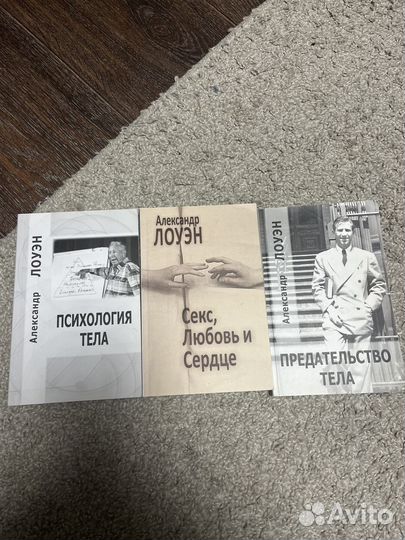 Александр ЛОУЭН
ПСИХОЛОГИЯ
ТЕЛА
Александр
ЛОУЭН
Секс,
Любовь и
Сердце
Александр ЛОУЭН
ПРЕДАТЕЛЬСТВО
ТЕЛА
Avito